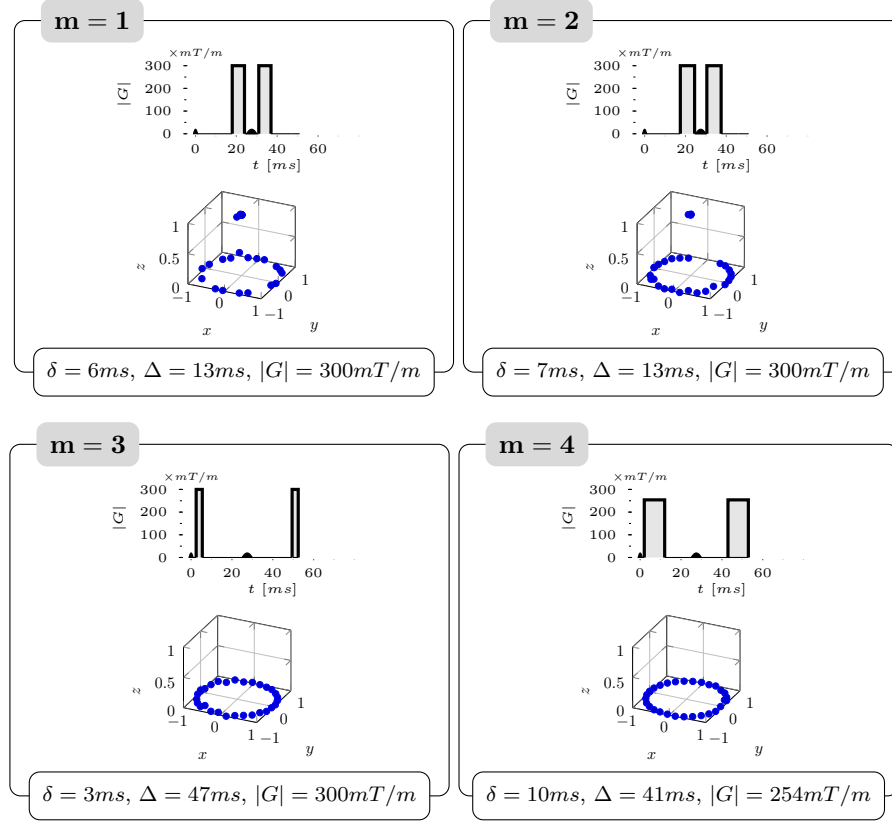 m = 1
×mT/m
300
200
100
0
|G|
0 20 40 60
t [ms]
1
0.5
0
z
−1
0
1
x
−1
0
1
y
δ = 6ms, Δ = 13ms, |G| = 300mT/m
m = 2
×mT/m
300
200
100
0
|G|
0 20 40 60
t [ms]
1
0.5
0
z
−1
0
1
x
−1
0
1
y
δ = 7ms, Δ = 13ms, |G| = 300mT/m
m = 3
×mT/m
300
200
100
0
|G|
0 20 40 60
t [ms]
1
0.5
0
z
−1
0
1
x
−1
0
1
y
δ = 3ms, Δ = 47ms, |G| = 300mT/m
m = 4
×mT/m
300
200
100
0
|G|
0 20 40 60
t [ms]
1
0.5
0
z
−1
0
1
x
−1
0
1
y
δ = 10ms, Δ = 41ms, |G| = 254mT/m